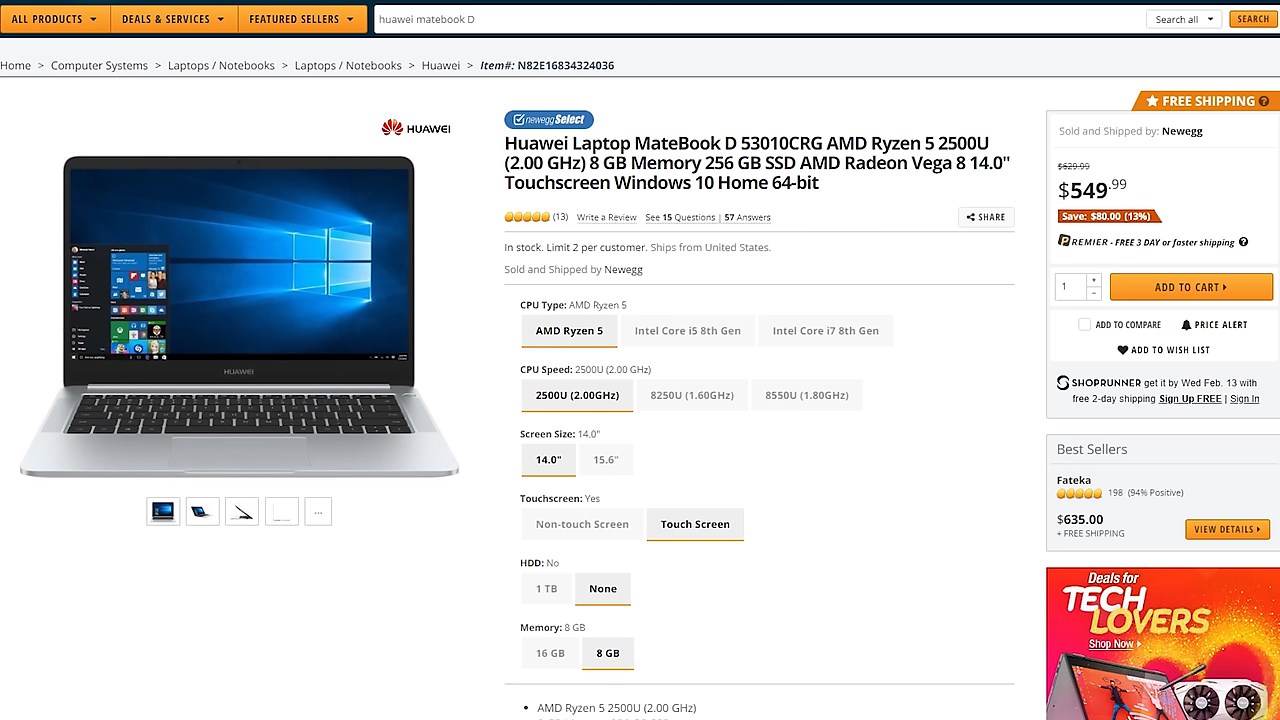 ALL PRODUCTS
DEALS & SERVICES
FEATURED SELLERS
huawei matebook D
Search all
SEARCH
Home > Computer Systems > Laptops / Notebooks > Laptops / Notebooks > Huawei > Item#: N82E16834324036
HUAWEI
HUAWEI
newegg Select
Huawei Laptop MateBook D 53010CRG AMD Ryzen 5 2500U
(2.00 GHz) 8 GB Memory 256 GB SSD AMD Radeon Vega 8 14.0"
Touchscreen Windows 10 Home 64-bit
(13) Write a Review See 15 Questions | 57 Answers
SHARE
In stock. Limit 2 per customer. Ships from United States.
Sold and Shipped by Newegg
CPU Type: AMD Ryzen 5
AMD Ryzen 5
Intel Core i5 8th Gen
Intel Core i7 8th Gen
CPU Speed: 2500U (2.00 GHz)
2500U (2.00GHz)
8250U (1.60GHz)
8550U (1.80GHz)
Screen Size: 14.0"
14.0"
15.6"
Touchscreen: Yes
Non-touch Screen
Touch Screen
HDD: No
1 TB
None
Memory: 8 GB
16 GB
8 GB
• AMD Ryzen 5 2500U (2.00 GHz)
FREE SHIPPING ?
Sold and Shipped by: Newegg
$629.99
$549.99
Save: $80.00 (13%)
PREMIER - FREE 3 DAY or faster shipping ?
1
+
−
ADD TO CART
ADD TO COMPARE
PRICE ALERT
ADD TO WISH LIST
SHOPRUNNER get it by Wed Feb. 13 with
free 2-day shipping Sign Up FREE | Sign In
Best Sellers
Fateka
198 (94% Positive)
$635.00
+ FREE SHIPPING
VIEW DETAILS
Deals for
TECH
LOVERS
Shop Now